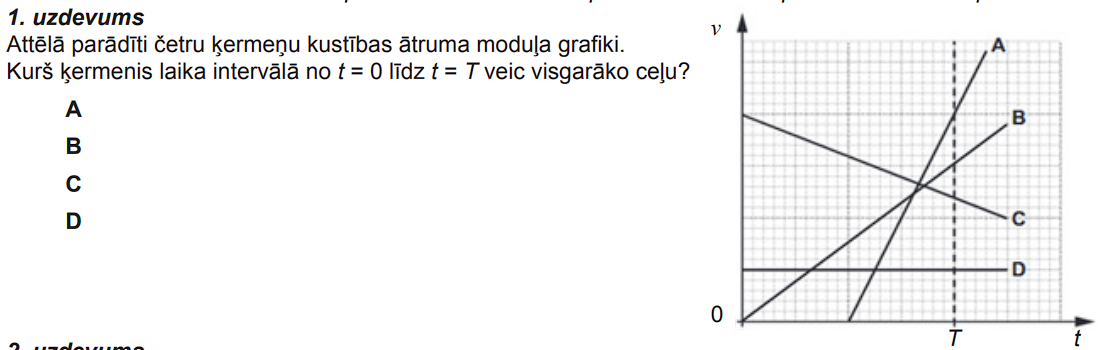 1. uzdevums
Attēlā parādīti četru ķermeņu kustības ātruma moduļa grafiki.
Kurš ķermenis laika intervālā no t = 0 līdz t = T veic visgarāko ceļu?
A
B
C
D
v
A
B
C
D
0
T
t